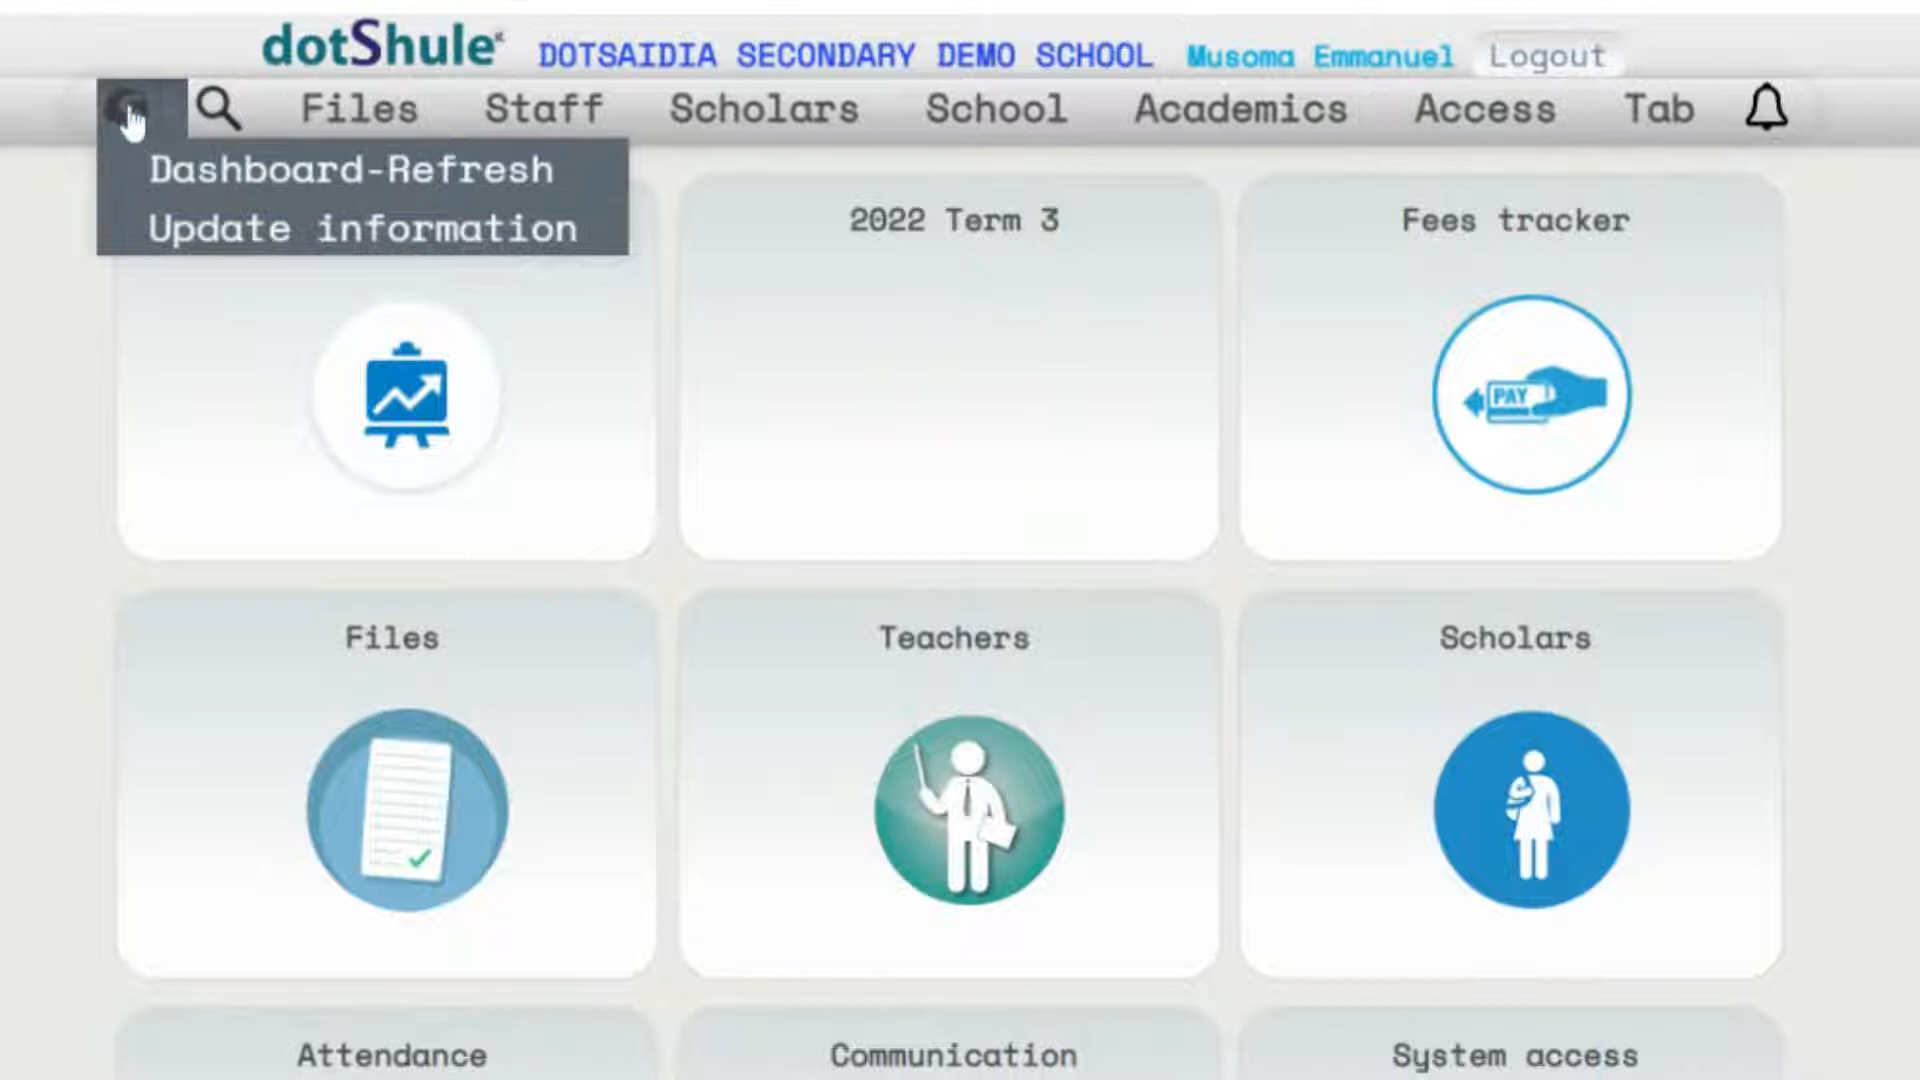 dotShule
DOTSAIDIA SECONDARY DEMO SCHOOL Musoma Emmanuel Logout
Files Staff Scholars School Academics Access Tab
Dashboard-Refresh
Update information
2022 Term 3
Fees tracker
PAY
Files
Teachers
Scholars
Attendance
Communication
System access